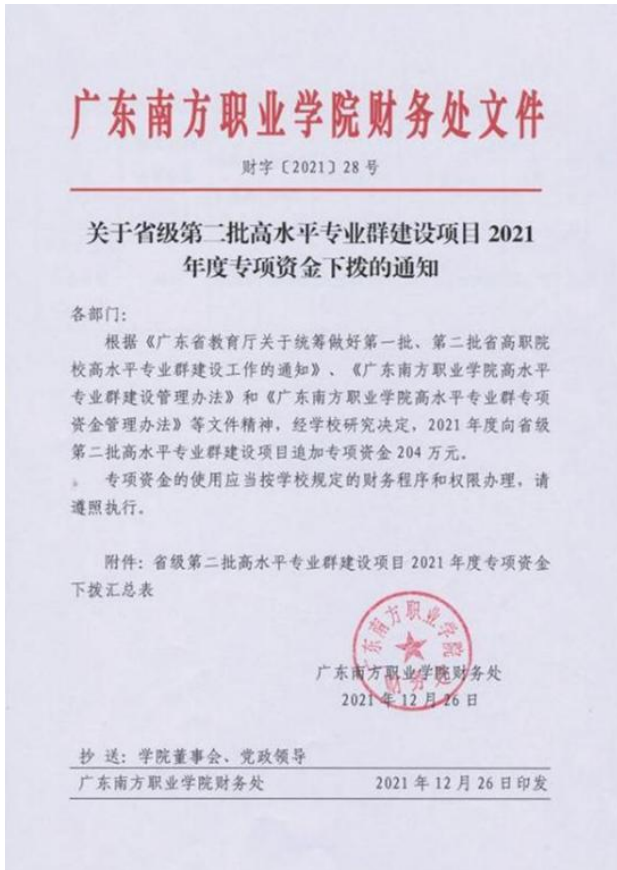 广东南方职业学院财务处文件
财字〔2021〕28号
关于省级第二批高水平专业群建设项目2021
年度专项资金下拨的通知
各部门：
根据《广东省教育厅关于统筹做好第一批、第二批省高职院
校高水平专业群建设工作的通知》、《广东南方职业学院高水平
专业群建设管理办法》和《广东南方职业学院高水平专业群专项
资金管理办法》等文件精神，经学校研究决定，2021年度向省级
第二批高水平专业群建设项目追加专项资金204万元。
专项资金的使用应当按学校规定的财务程序和权限办理，请
遵照执行。
附件：省级第二批高水平专业群建设项目2021年度专项资金
下拨汇总表
广东南方职业学院财务处
广东南方职业学院财务处
2021年12月26日
抄 送：学院董事会、党政领导
广东南方职业学院财务处 2021年12月26日印发